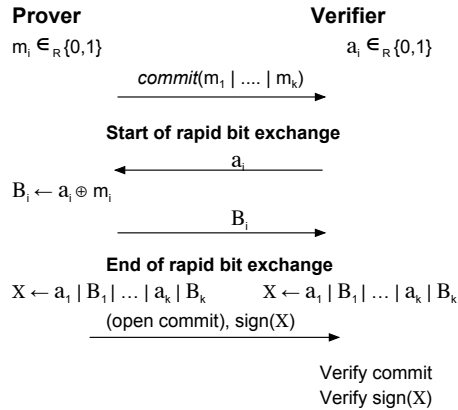 Prover Verifier
mᵢ ∈ᵣ{0,1} aᵢ ∈ᵣ{0,1}
commit(m₁ | .... | mₖ)
Start of rapid bit exchange
aᵢ
Bᵢ ← aᵢ ⊕ mᵢ
Bᵢ
End of rapid bit exchange
X ← a₁ | B₁ | ... | aₖ | Bₖ X ← a₁ | B₁ | ... | aₖ | Bₖ
(open commit), sign(X)
Verify commit
Verify sign(X)